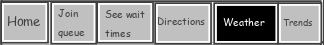 Home
Join
queue
See wait
times
Directions
Weather
Trends